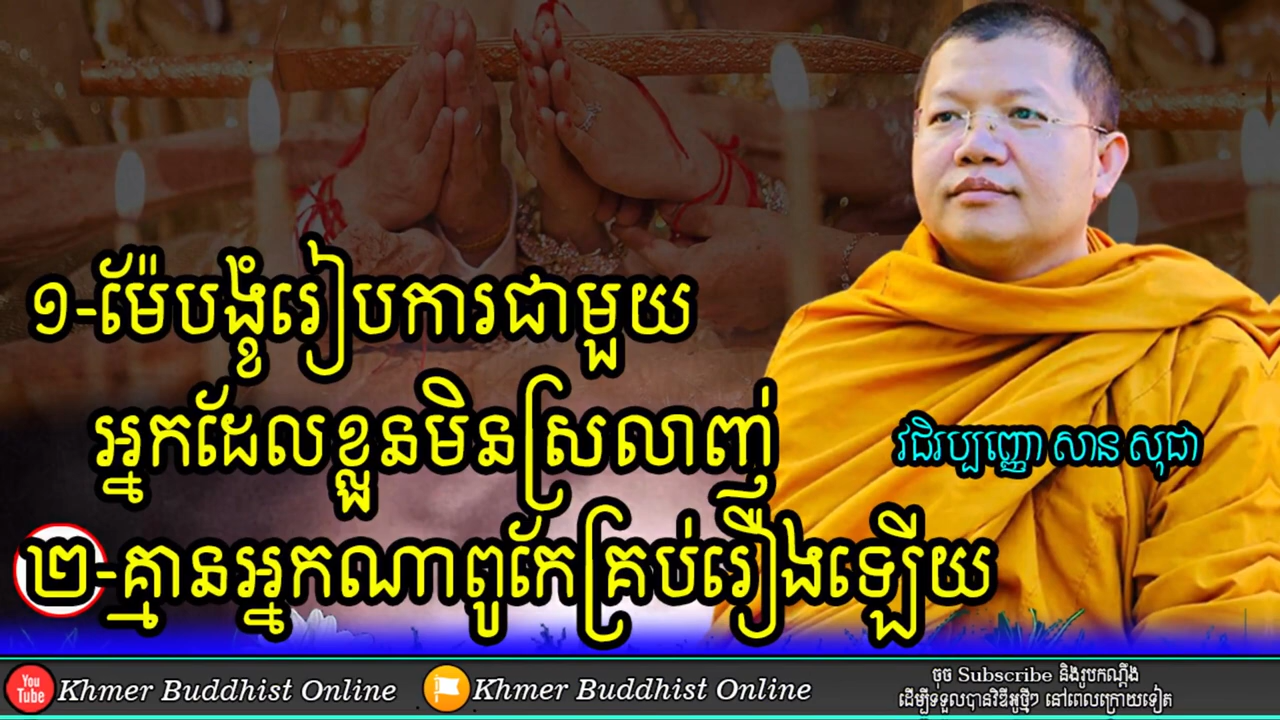 ១-ម៉ែបង្ខំរៀបការជាមួយ
អ្នកដែលខ្លួនមិនស្រលាញ់
វជិរប្បញ្ញោ សាន សុជា
២-គ្មានអ្នកណាពូកែគ្រប់រឿងឡើយ
You Tube
Khmer Buddhist Online
Khmer Buddhist Online
ចុច Subscribe និងរូបកណ្ដឹង
ដើម្បីទទួលបានវិឌីអូថ្មីៗ នៅពេលក្រោយទៀត